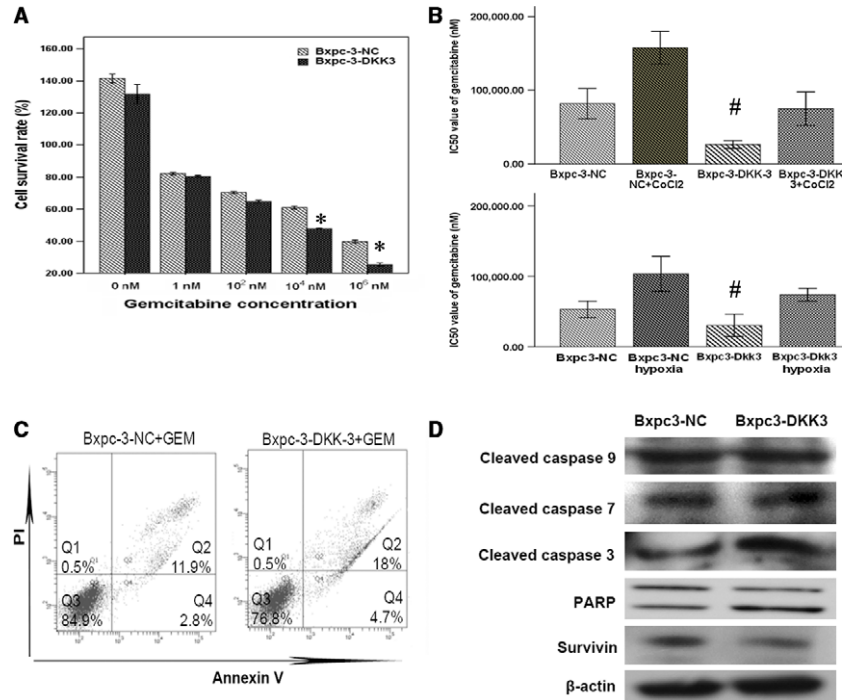 A
160.00
140.00
120.00
100.00
80.00
60.00
40.00
20.00
Cell survival rate (%)
Bxpc-3-NC
Bxpc-3-DKK3
*
*
0 nM 1 nM 10² nM 10⁴ nM 10⁶ nM
Gemcitabine concentration
B
IC50 value of gemcitabine (nM)
200,000.00
100,000.00
0.00
#
Bxpc-3-NC Bxpc-3-NC+CoCl2 Bxpc-3-DKK-3 Bxpc-3-DKK-3+CoCl2
IC50 value of gemcitabine (nM)
200,000.00
100,000.00
0.00
#
Bxpc3-NC Bxpc3-NC hypoxia Bxpc3-Dkk3 Bxpc3-Dkk3 hypoxia
C
Bxpc-3-NC+GEM Bxpc-3-DKK-3+GEM
PI
Q1
0.5%
Q2
11.9%
Q3
84.9%
Q4
2.8%
Q1
0.5%
Q2
18%
Q3
76.8%
Q4
4.7%
Annexin V
D
Bxpc3-NC Bxpc3-DKK3
Cleaved caspase 9
Cleaved caspase 7
Cleaved caspase 3
PARP
Survivin
β-actin